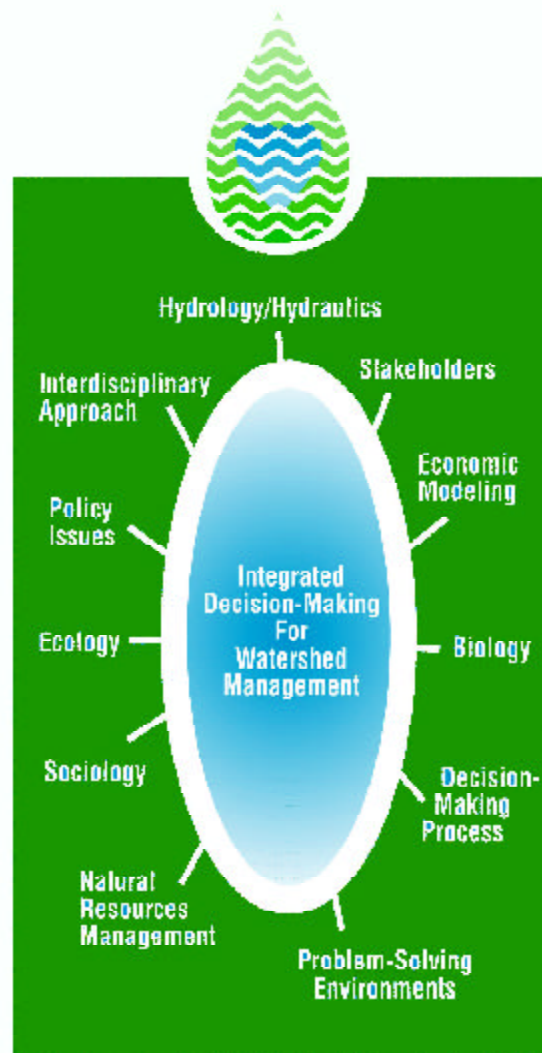 Hydrology/Hydrautics
Interdisciplinary
Approach
Stakeholders
Economic
Modeling
Policy
Issues
Integrated
Decision-Making
For
Watershed
Management
Ecology
Biology
Sociology
Decision-
Making
Process
Natural
Resources
Management
Problem-Solving
Environments